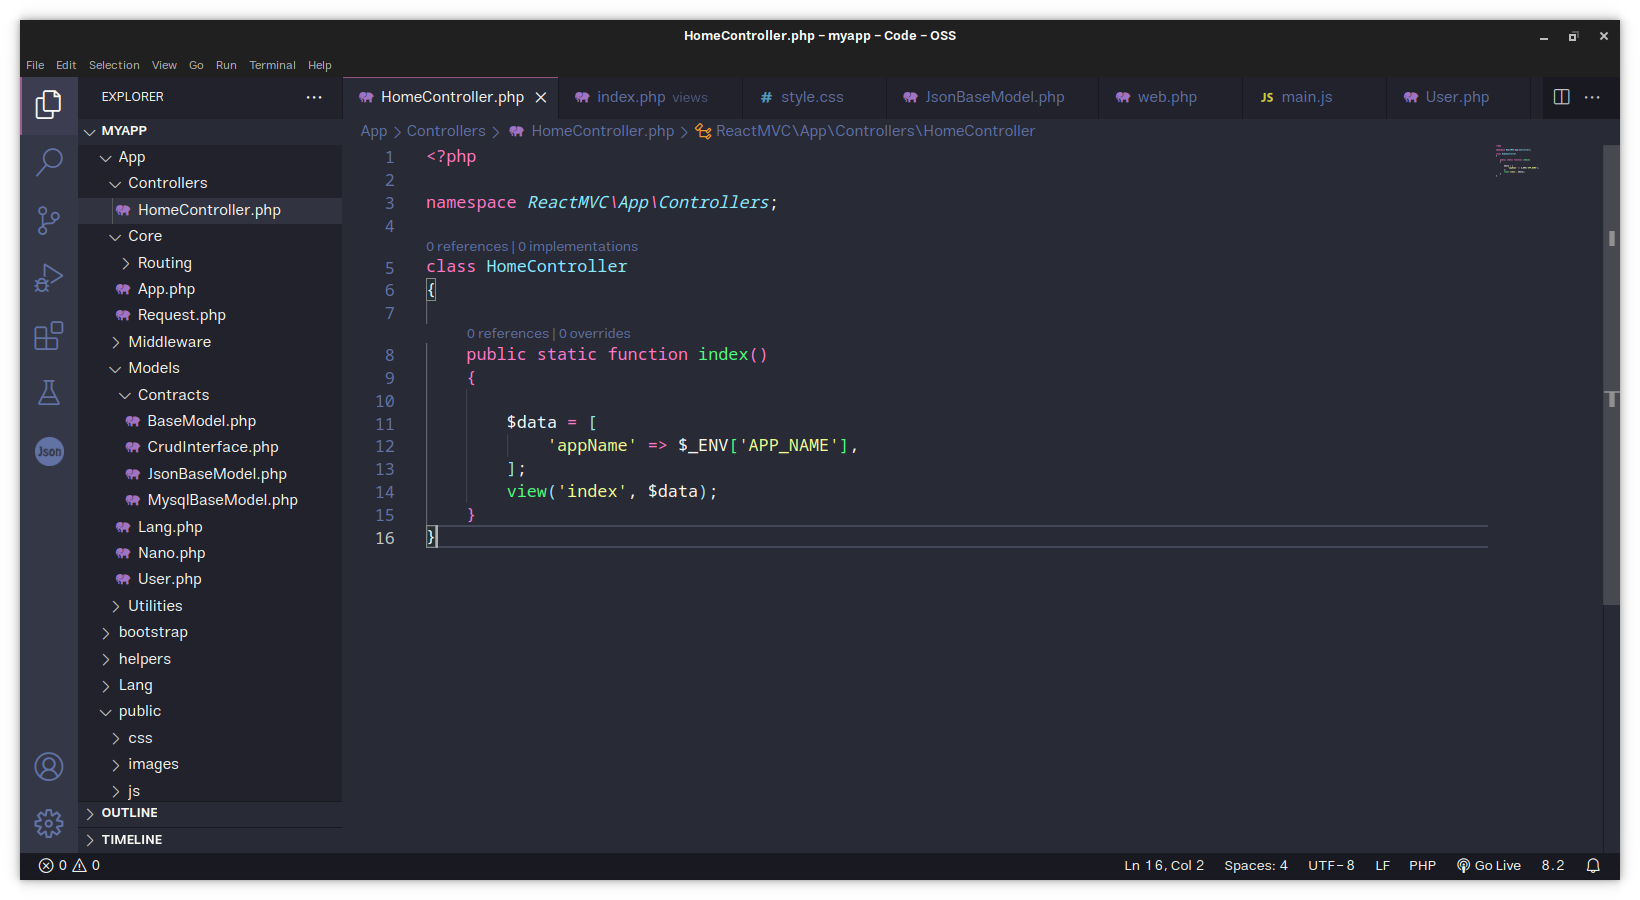 HomeController.php - myapp - Code - OSS
File Edit Selection View Go Run Terminal Help
EXPLORER
HomeController.php index.php views # style.css JsonBaseModel.php web.php JS main.js User.php
MYAPP
App
Controllers
HomeController.php
Core
Routing
App.php
Request.php
Middleware
Models
Contracts
BaseModel.php
CrudInterface.php
JsonBaseModel.php
MysqlBaseModel.php
Lang.php
Nano.php
User.php
Utilities
bootstrap
helpers
Lang
public
css
images
js
OUTLINE
TIMELINE
Json
App > Controllers > HomeController.php > ReactMVC\App\Controllers\HomeController
1 <?php
2
3 namespace ReactMVC\App\Controllers;
4
0 references | 0 implementations
5 class HomeController
6 {
7
0 references | 0 overrides
8 public static function index()
9 {
10
11 $data = [
12 'appName' => $_ENV['APP_NAME'],
13 ];
14 view('index', $data);
15 }
16 }
0 0 Ln 16, Col 2 Spaces: 4 UTF-8 LF PHP Go Live 8.2